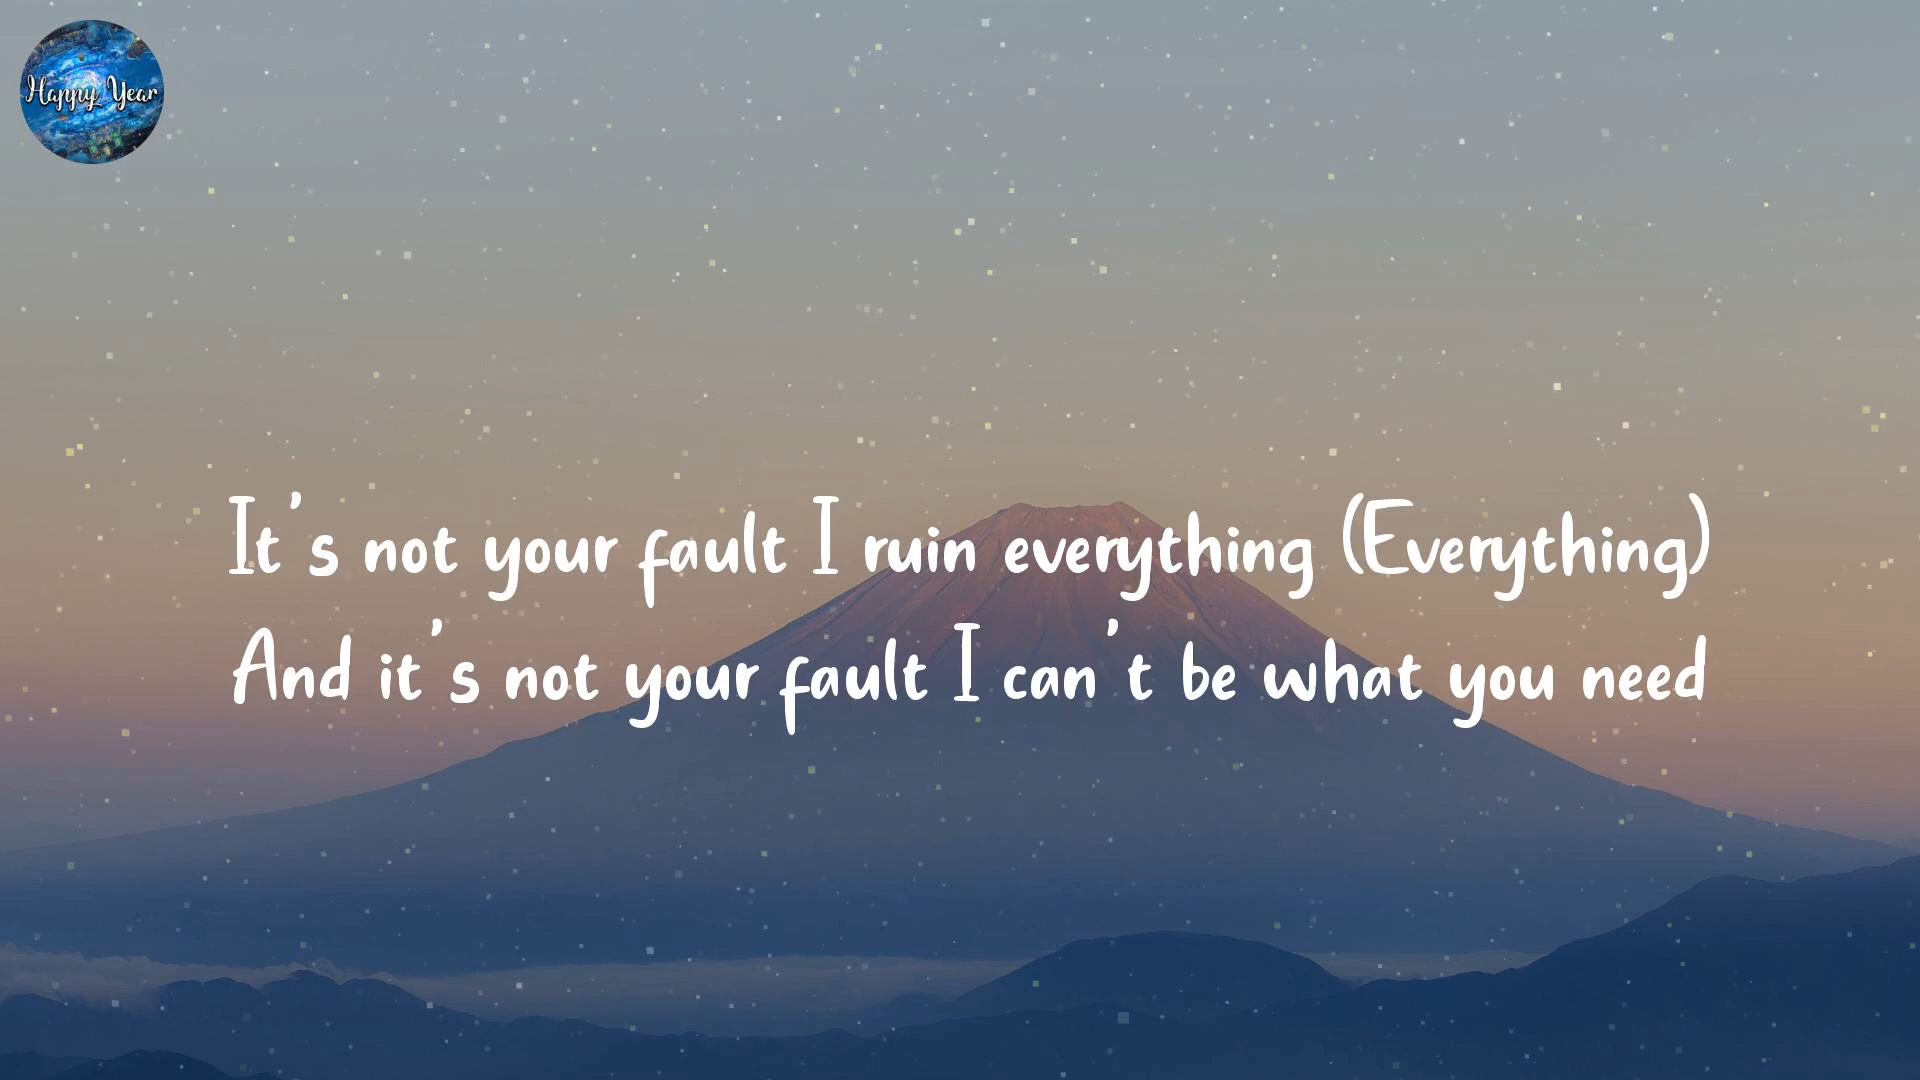 Happy Year
It's not your fault I ruin everything (Everything)
And it's not your fault I can't be what you need